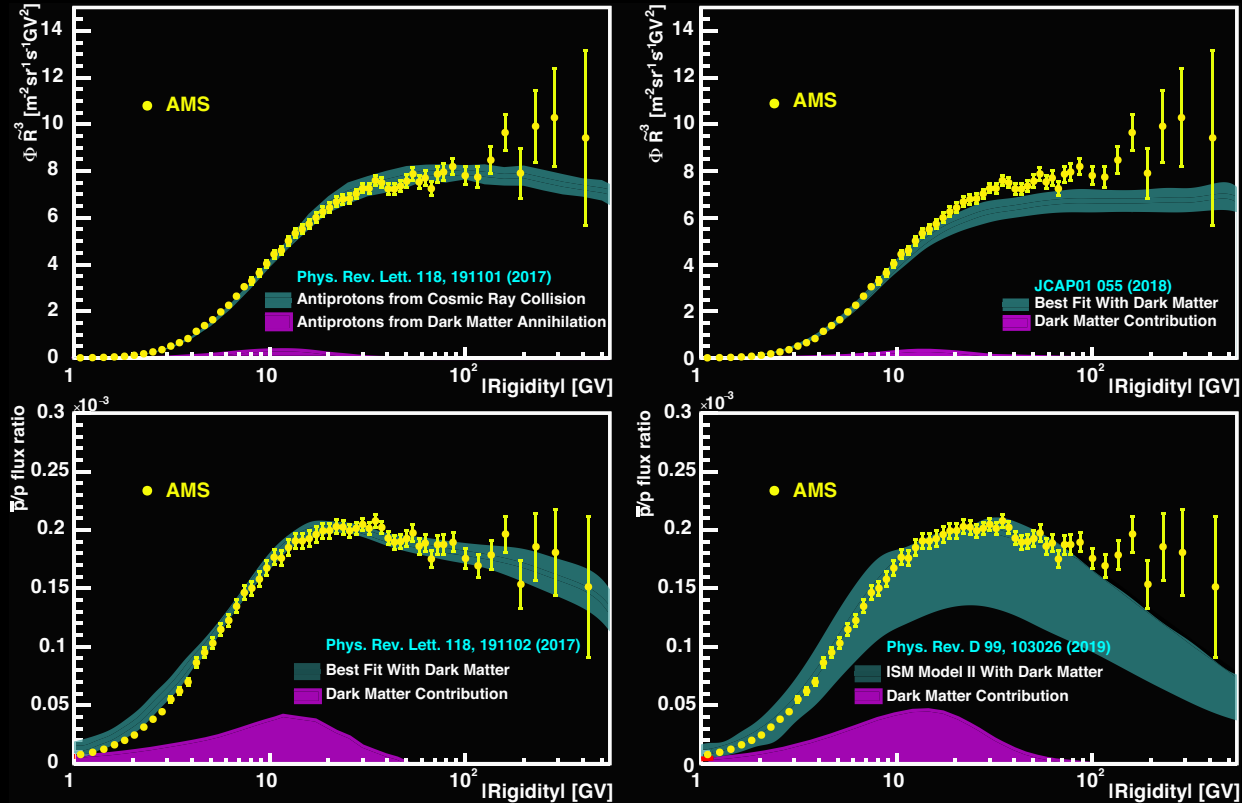 Φ R̃³ [m⁻²sr⁻¹s⁻¹GV²]
14
12
10
8
6
4
2
0
AMS
Phys. Rev. Lett. 118, 191101 (2017)
Antiprotons from Cosmic Ray Collision
Antiprotons from Dark Matter Annihilation
1
10
10²
|Rigidity| [GV]
Φ R̃³ [m⁻²sr⁻¹s⁻¹GV²]
14
12
10
8
6
4
2
0
AMS
JCAP01 055 (2018)
Best Fit With Dark Matter
Dark Matter Contribution
1
10
10²
|Rigidity| [GV]
p̅/p flux ratio
×10⁻³
0.3
0.25
0.2
0.15
0.1
0.05
0
AMS
Phys. Rev. Lett. 118, 191102 (2017)
Best Fit With Dark Matter
Dark Matter Contribution
1
10
10²
|Rigidity| [GV]
p̅/p flux ratio
×10⁻³
0.3
0.25
0.2
0.15
0.1
0.05
0
AMS
Phys. Rev. D 99, 103026 (2019)
ISM Model II With Dark Matter
Dark Matter Contribution
1
10
10²
|Rigidity| [GV]